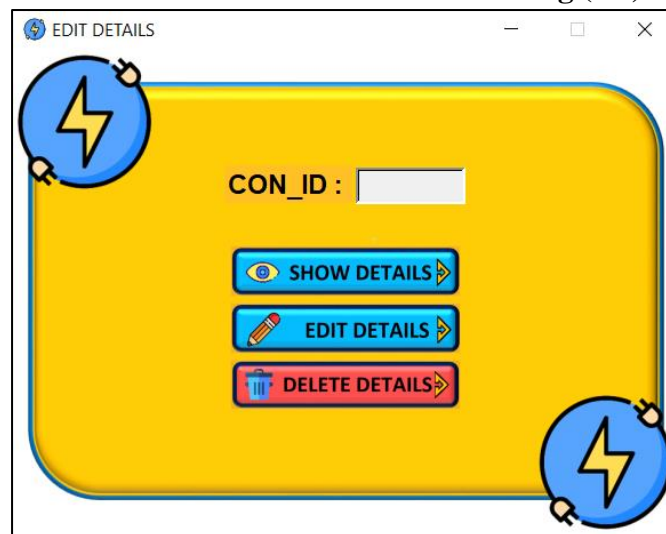 EDIT DETAILS
CON_ID :
SHOW DETAILS
EDIT DETAILS
DELETE DETAILS